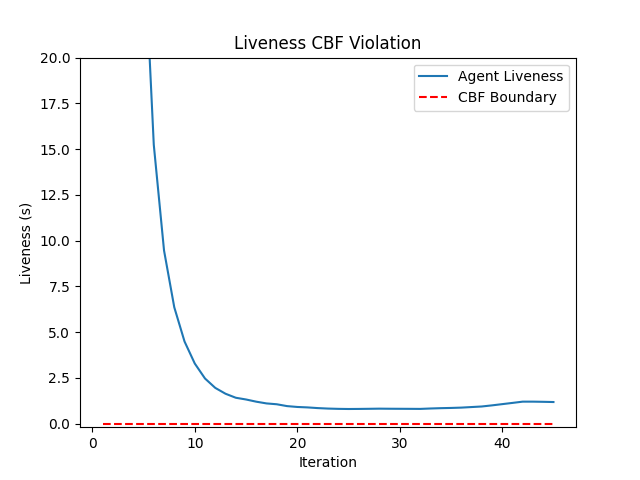 Liveness CBF Violation
Agent Liveness
CBF Boundary
Liveness (s)
20.0
17.5
15.0
12.5
10.0
7.5
5.0
2.5
0.0
0 10 20 30 40
Iteration